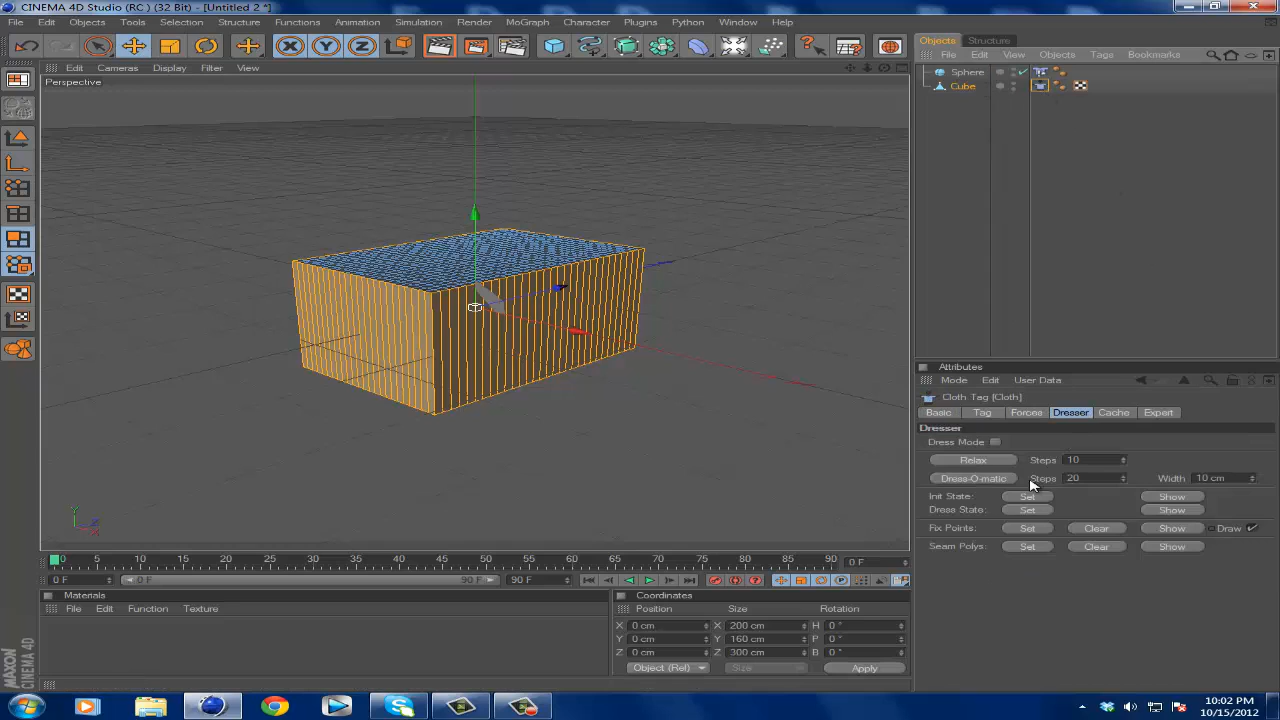 CINEMA 4D Studio (RC) (32 Bit) - [Untitled 2 *]
File Edit Objects Tools Selection Structure Functions Animation Simulation Render MoGraph Character Plugins Python Window Help
Edit Cameras Display Filter View
Perspective
Objects Structure
File Edit View Objects Tags Bookmarks
Sphere
Cube
Attributes
Mode Edit User Data
Cloth Tag [Cloth]
Basic Tag Forces Dresser Cache Expert
Dresser
Dress Mode
Relax Steps 10
Dress-O-matic Steps 20 Width 10 cm
Init State: Set Show
Dress State: Set Show
Fix Points: Set Clear Show Draw
Seam Polys: Set Clear Show
Y
X
0 5 10 15 20 25 30 35 40 45 50 55 60 65 70 75 80 85 90 0 F
0 F 0 F 90 F 90 F
Materials
File Edit Function Texture
Coordinates
Position Size Rotation
X 0 cm X 200 cm H 0 °
Y 0 cm Y 160 cm P 0 °
Z 0 cm Z 300 cm B 0 °
Object (Rel) Size Apply
MAXON CINEMA 4D
10:02 PM
10/15/2012